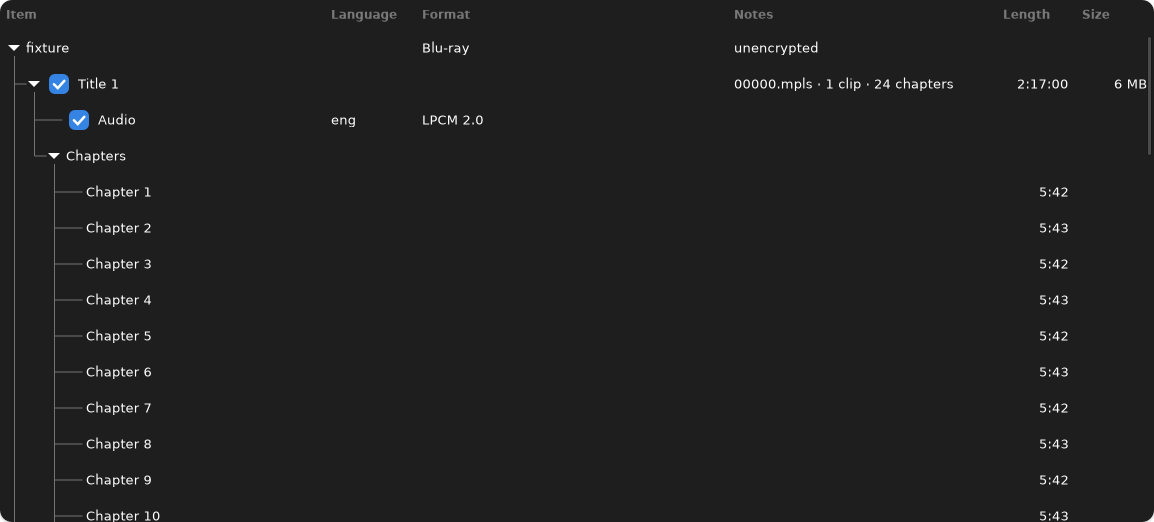 Item Language Format Notes Length Size
fixture Blu-ray unencrypted
Title 1 00000.mpls · 1 clip · 24 chapters 2:17:00 6 MB
Audio eng LPCM 2.0
Chapters
Chapter 1 5:42
Chapter 2 5:43
Chapter 3 5:42
Chapter 4 5:43
Chapter 5 5:42
Chapter 6 5:43
Chapter 7 5:42
Chapter 8 5:43
Chapter 9 5:42
Chapter 10 5:43